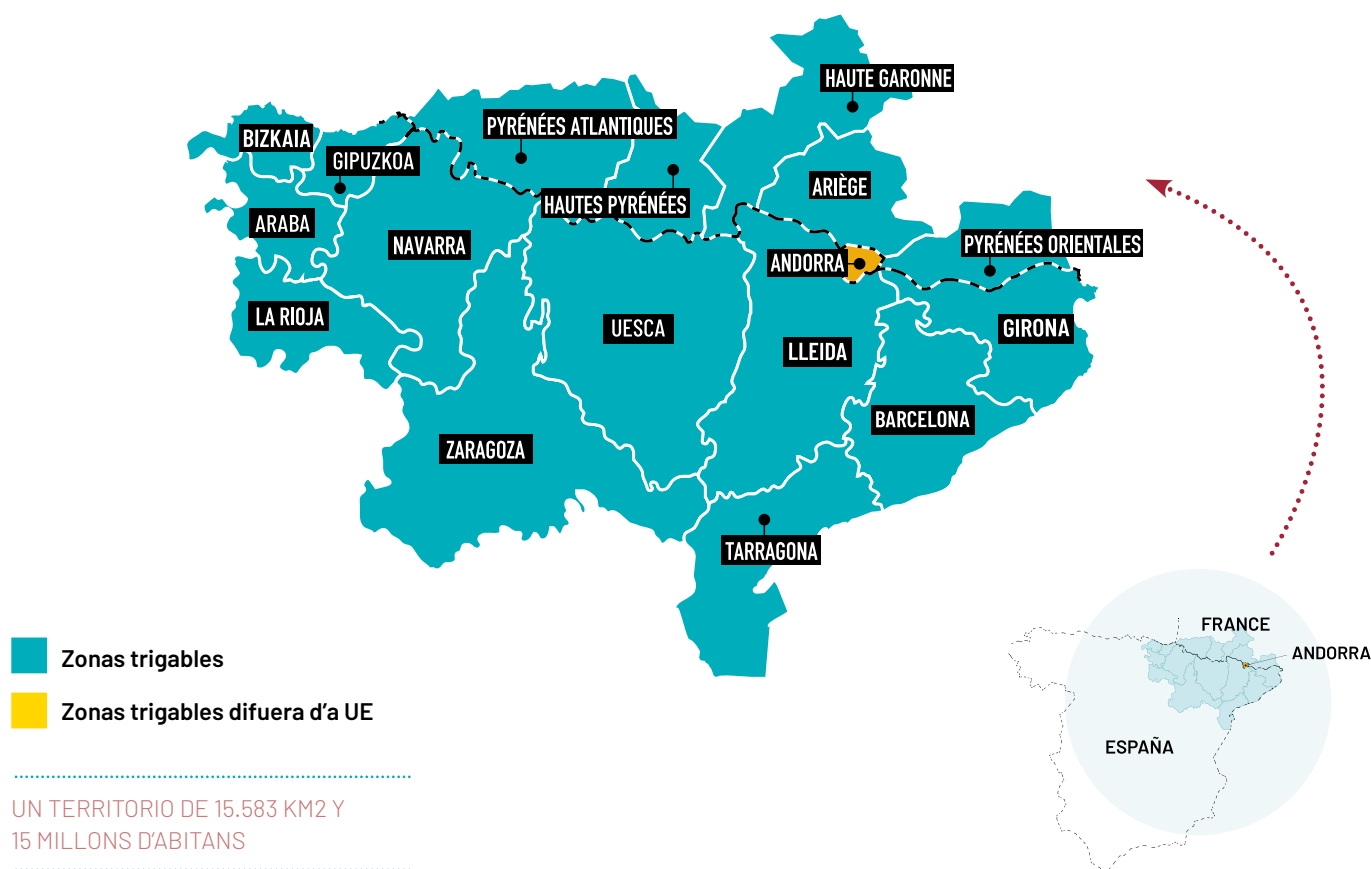 HAUTE GARONNE
PYRÉNÉES ATLANTIQUES
BIZKAIA
GIPUZKOA
ARIÈGE
HAUTES PYRÉNÉES
ARABA
NAVARRA
PYRÉNÉES ORIENTALES
ANDORRA
LA RIOJA
UESCA
GIRONA
LLEIDA
BARCELONA
ZARAGOZA
TARRAGONA
Zonas trigables
Zonas trigables difuera d'a UE
UN TERRITORIO DE 15.583 KM2 Y
15 MILLONS D'ABITANS
FRANCE
ANDORRA
ESPAÑA